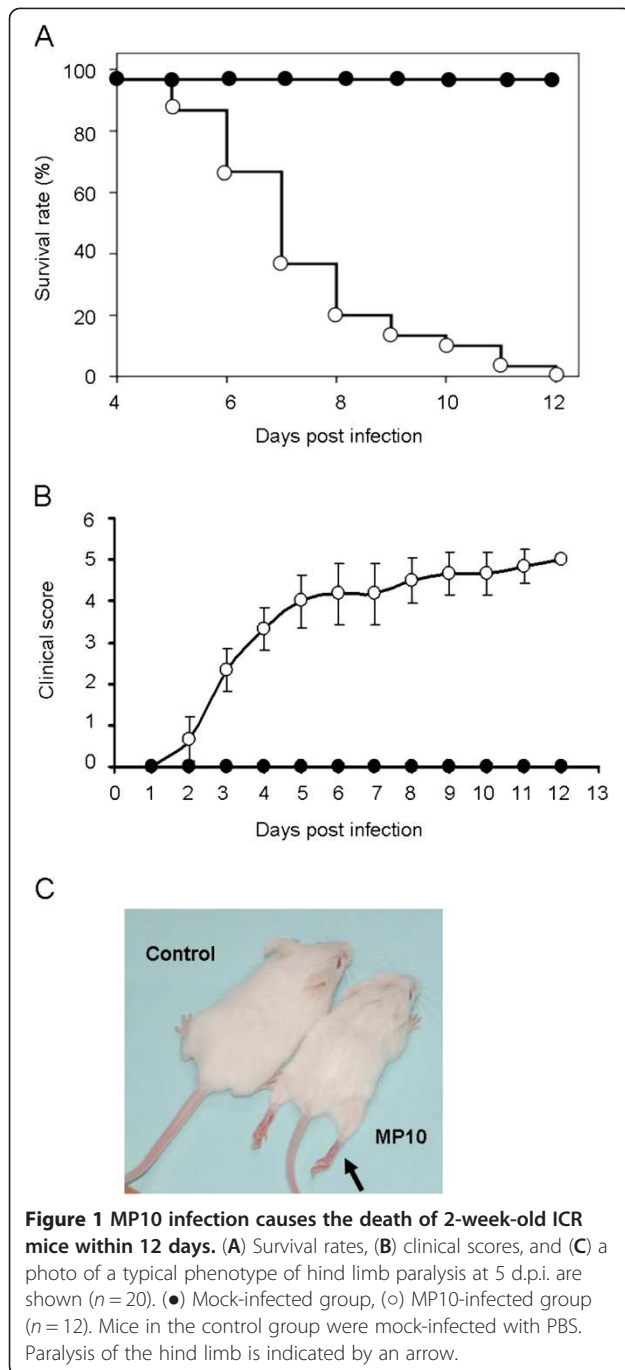 A
100
80
60
40
20
0
Survival rate (%)
4 6 8 10 12
Days post infection
B
6
5
4
3
2
1
0
Clinical score
0 1 2 3 4 5 6 7 8 9 10 11 12 13
Days post infection
C
Control
MP10
Figure 1 MP10 infection causes the death of 2-week-old ICR
mice within 12 days. (A) Survival rates, (B) clinical scores, and (C) a
photo of a typical phenotype of hind limb paralysis at 5 d.p.i. are
shown (n = 20). (●) Mock-infected group, (○) MP10-infected group
(n = 12). Mice in the control group were mock-infected with PBS.
Paralysis of the hind limb is indicated by an arrow.